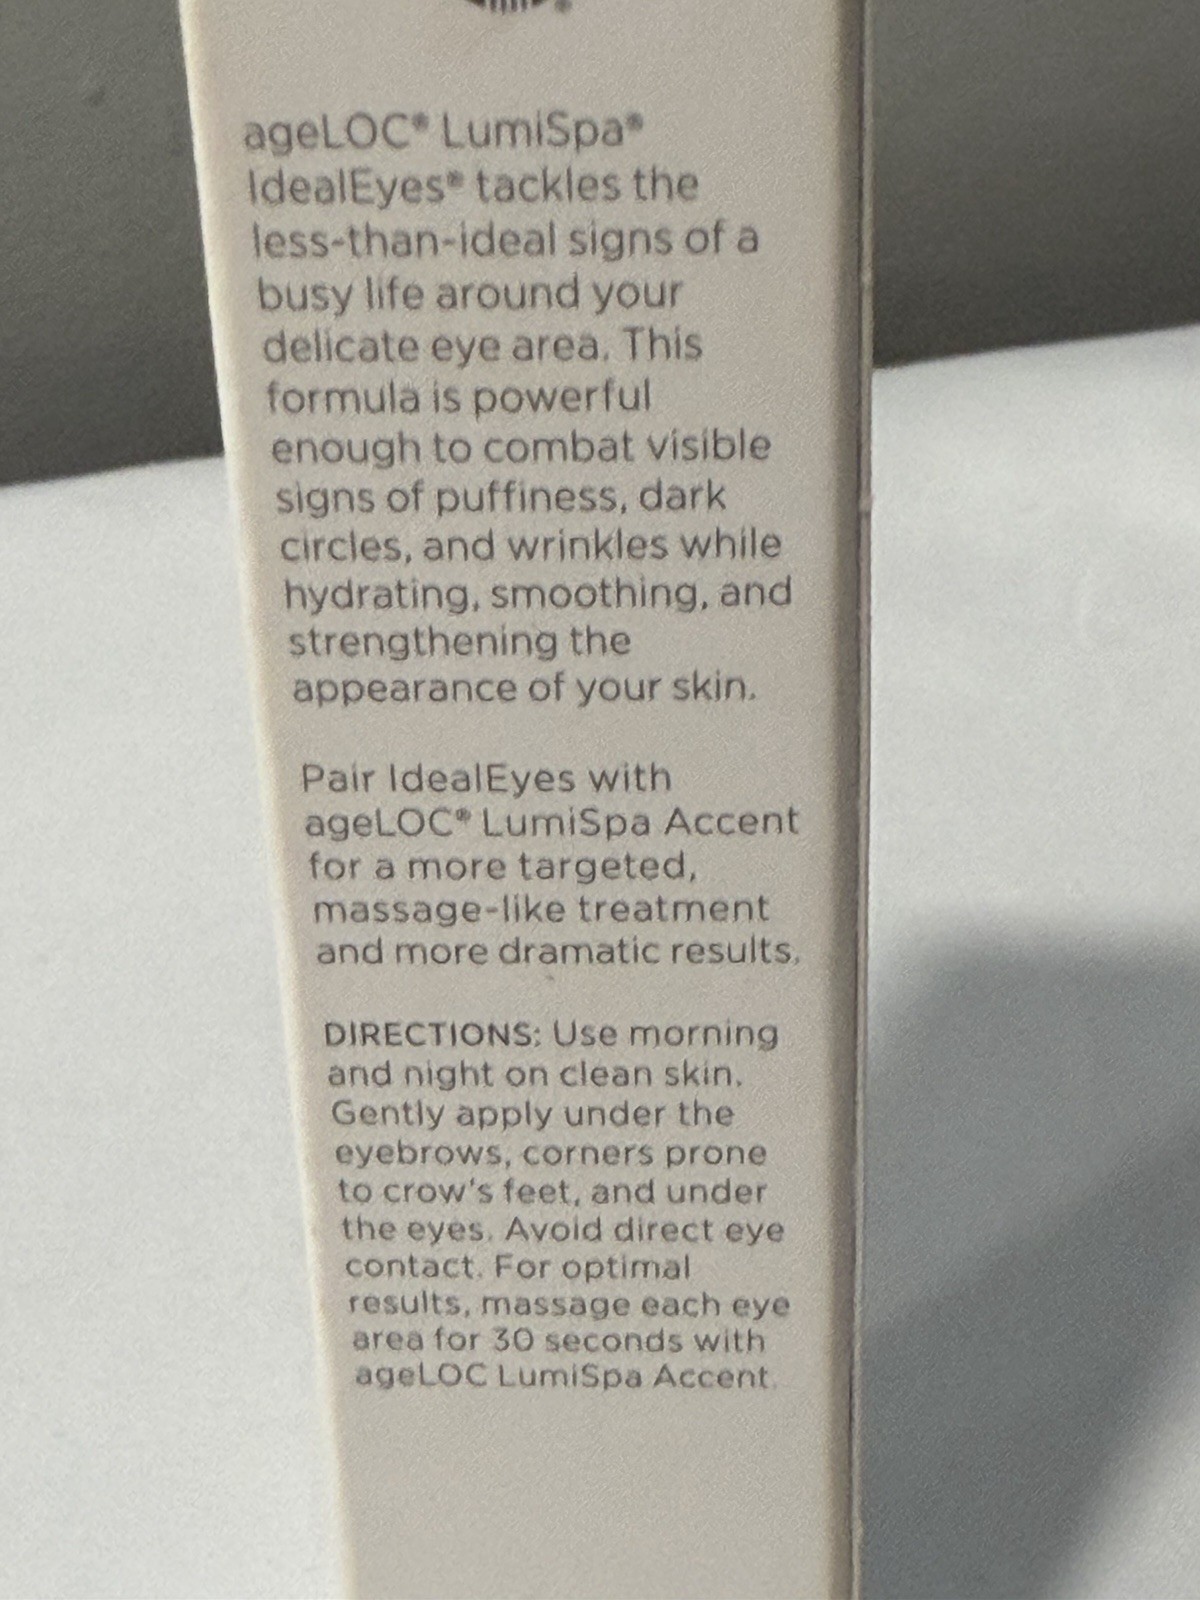 ageLOC® LumiSpa®
IdealEyes® tackles the
less-than-ideal signs of a
busy life around your
delicate eye area. This
formula is powerful
enough to combat visible
signs of puffiness, dark
circles, and wrinkles while
hydrating, smoothing, and
strengthening the
appearance of your skin.
Pair IdealEyes with
ageLOC® LumiSpa Accent
for a more targeted,
massage-like treatment
and more dramatic results.
DIRECTIONS: Use morning
and night on clean skin.
Gently apply under the
eyebrows, corners prone
to crow's feet, and under
the eyes. Avoid direct eye
contact. For optimal
results, massage each eye
area for 30 seconds with
ageLOC LumiSpa Accent.